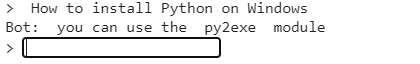 > How to install Python on Windows
Bot: you can use the py2exe module
>